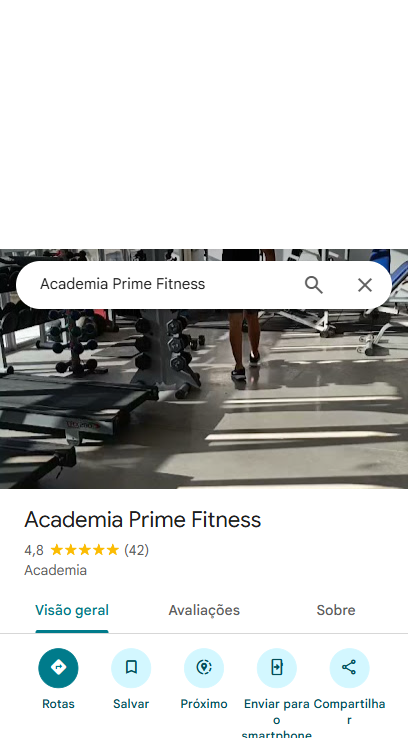 Academia Prime Fitness
Academia Prime Fitness
4,8 ★★★★★ (42)
Academia
Visão geral Avaliações Sobre
Rotas Salvar Próximo Enviar para o smartphone Compartilhar